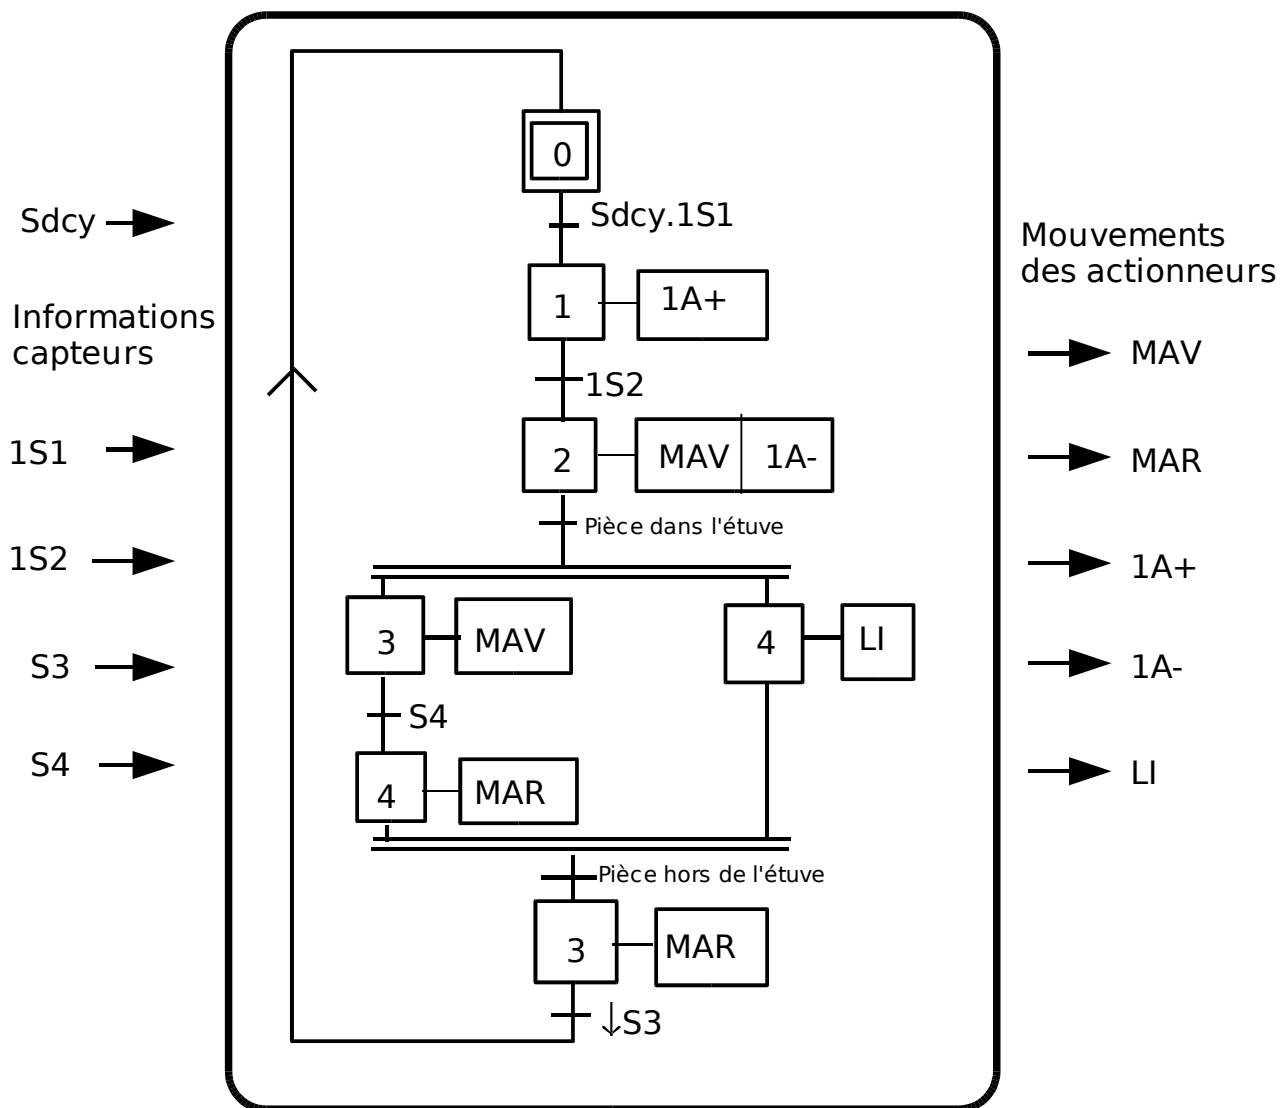 0
Sdcy
Sdcy.1S1
Mouvements
des actionneurs
1
1A+
Informations
capteurs
MAV
1S2
1S1
2
MAV
1A-
MAR
Pièce dans l'étuve
1S2
1A+
3
MAV
4
LI
S3
1A-
S4
S4
LI
4
MAR
Pièce hors de l'étuve
3
MAR
↓S3